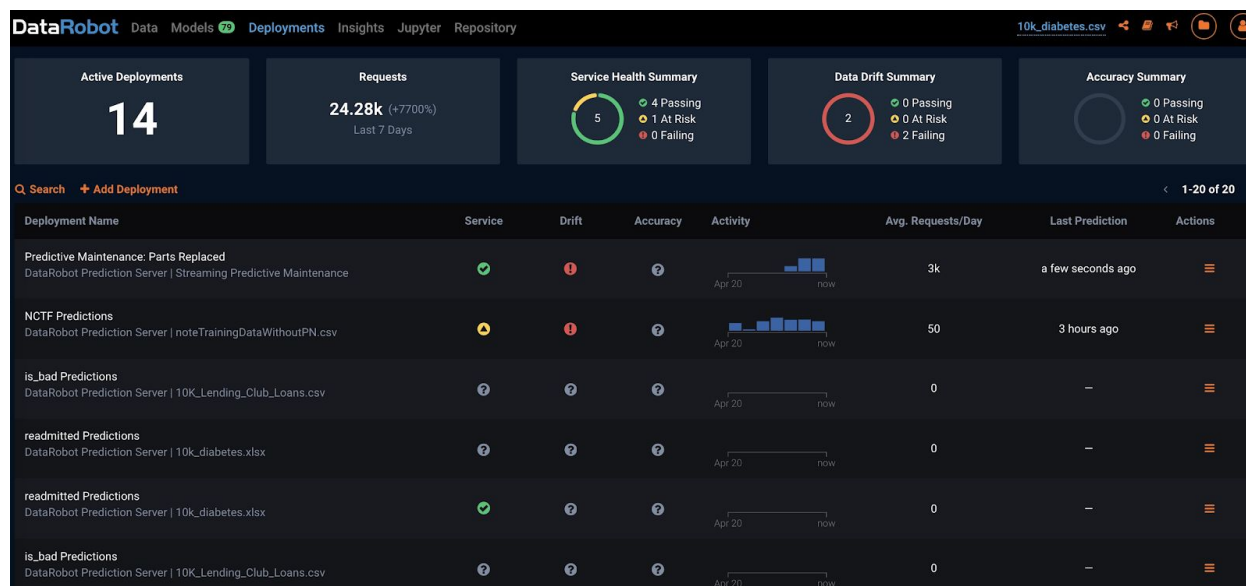 DataRobot Data Models 79 Deployments Insights Jupyter Repository 10k_diabetes.csv
Active Deployments
14
Requests
24.28k (+7700%)
Last 7 Days
Service Health Summary
5
4 Passing
1 At Risk
0 Failing
Data Drift Summary
2
0 Passing
0 At Risk
2 Failing
Accuracy Summary
0 Passing
0 At Risk
0 Failing
Search + Add Deployment < 1-20 of 20
Deployment Name Service Drift Accuracy Activity Avg. Requests/Day Last Prediction Actions
Predictive Maintenance: Parts Replaced
DataRobot Prediction Server | Streaming Predictive Maintenance
Apr 20 now
3k a few seconds ago
NCTF Predictions
DataRobot Prediction Server | noteTrainingDataWithoutPN.csv
Apr 20 now
50 3 hours ago
is_bad Predictions
DataRobot Prediction Server | 10K_Lending_Club_Loans.csv
Apr 20 now
0 –
readmitted Predictions
DataRobot Prediction Server | 10k_diabetes.xlsx
Apr 20 now
0 –
readmitted Predictions
DataRobot Prediction Server | 10k_diabetes.xlsx
Apr 20 now
0 –
is_bad Predictions
DataRobot Prediction Server | 10K_Lending_Club_Loans.csv
Apr 20 now
0 –